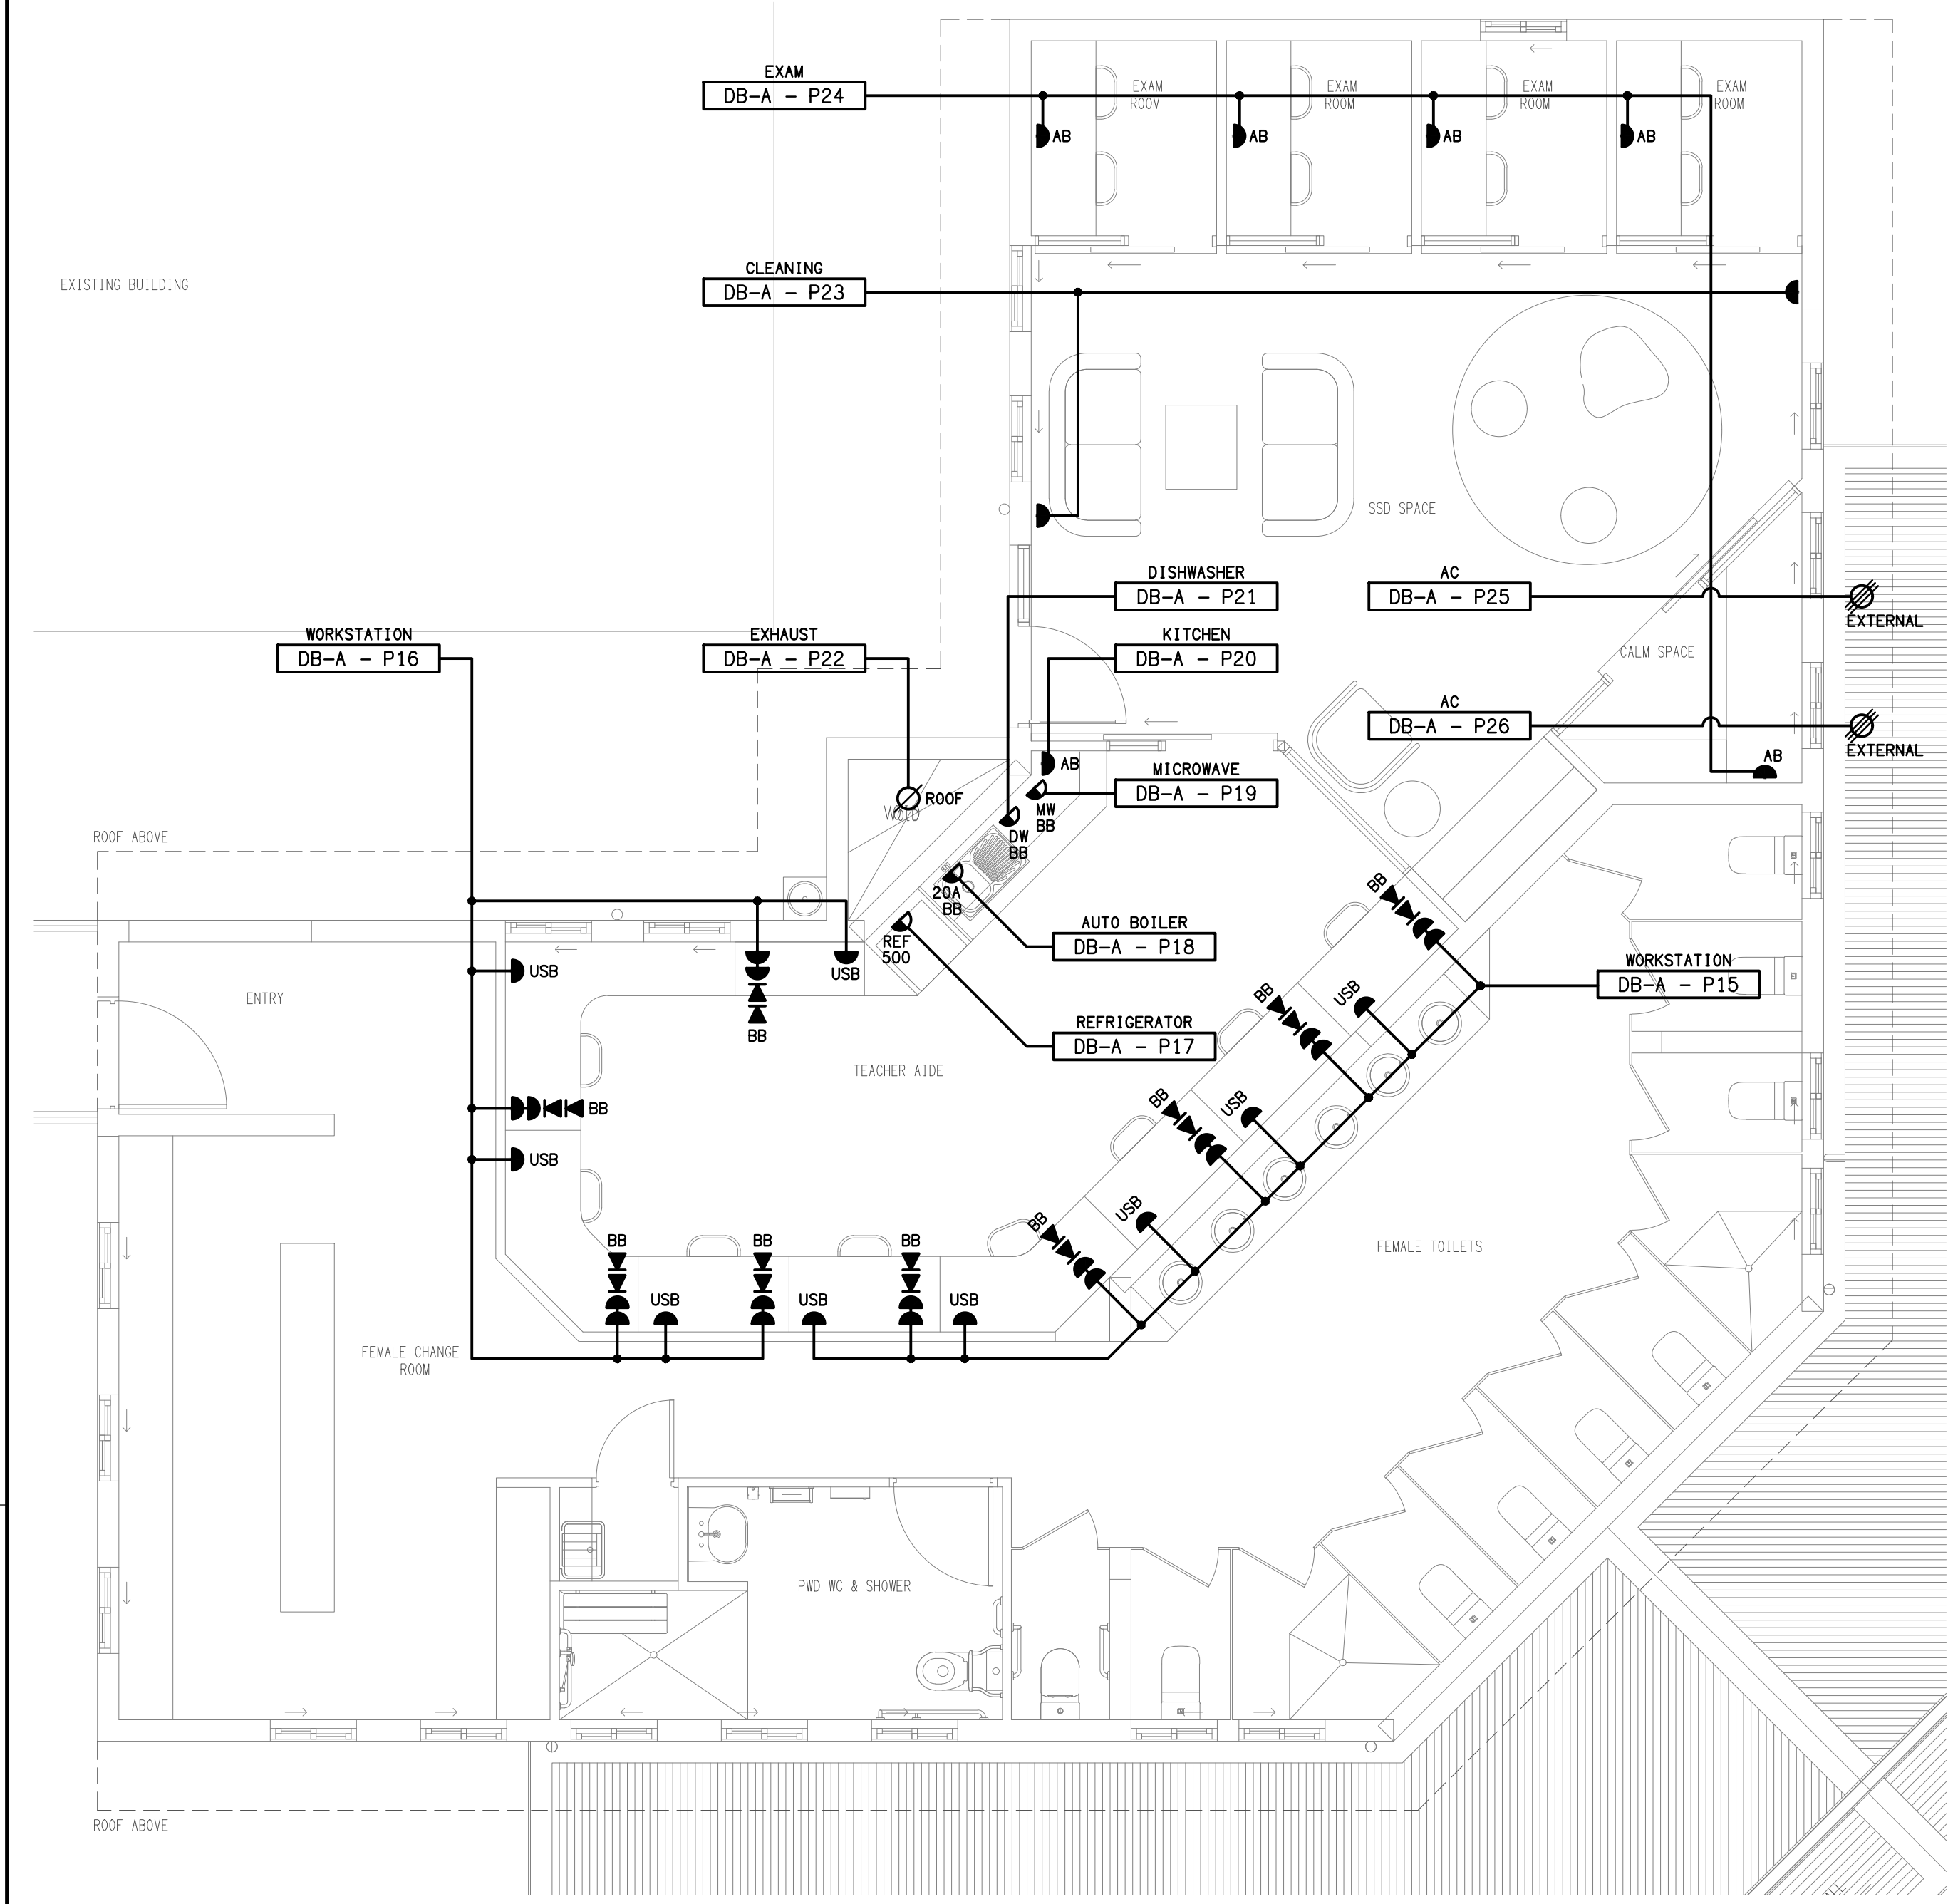 EXAM
DB-A - P24
EXAM
ROOM
EXAM
ROOM
EXAM
ROOM
EXAM
ROOM
AB
AB
AB
AB
CLEANING
DB-A - P23
EXISTING BUILDING
SSD SPACE
DISHWASHER
DB-A - P21
AC
DB-A - P25
EXTERNAL
WORKSTATION
DB-A - P16
EXHAUST
DB-A - P22
KITCHEN
DB-A - P20
CALM SPACE
AC
DB-A - P26
EXTERNAL
AB
AB
MICROWAVE
DB-A - P19
ROOF
VOID
MW
BB
DW
BB
ROOF ABOVE
20A
BB
BB
AUTO BOILER
DB-A - P18
REF
500
WORKSTATION
DB-A - P15
USB
USB
BB
ENTRY
BB
USB
REFRIGERATOR
DB-A - P17
TEACHER AIDE
BB
BB
USB
USB
BB
USB
BB
BB
BB
USB
USB
USB
FEMALE TOILETS
FEMALE CHANGE
ROOM
PWD WC & SHOWER
ROOF ABOVE